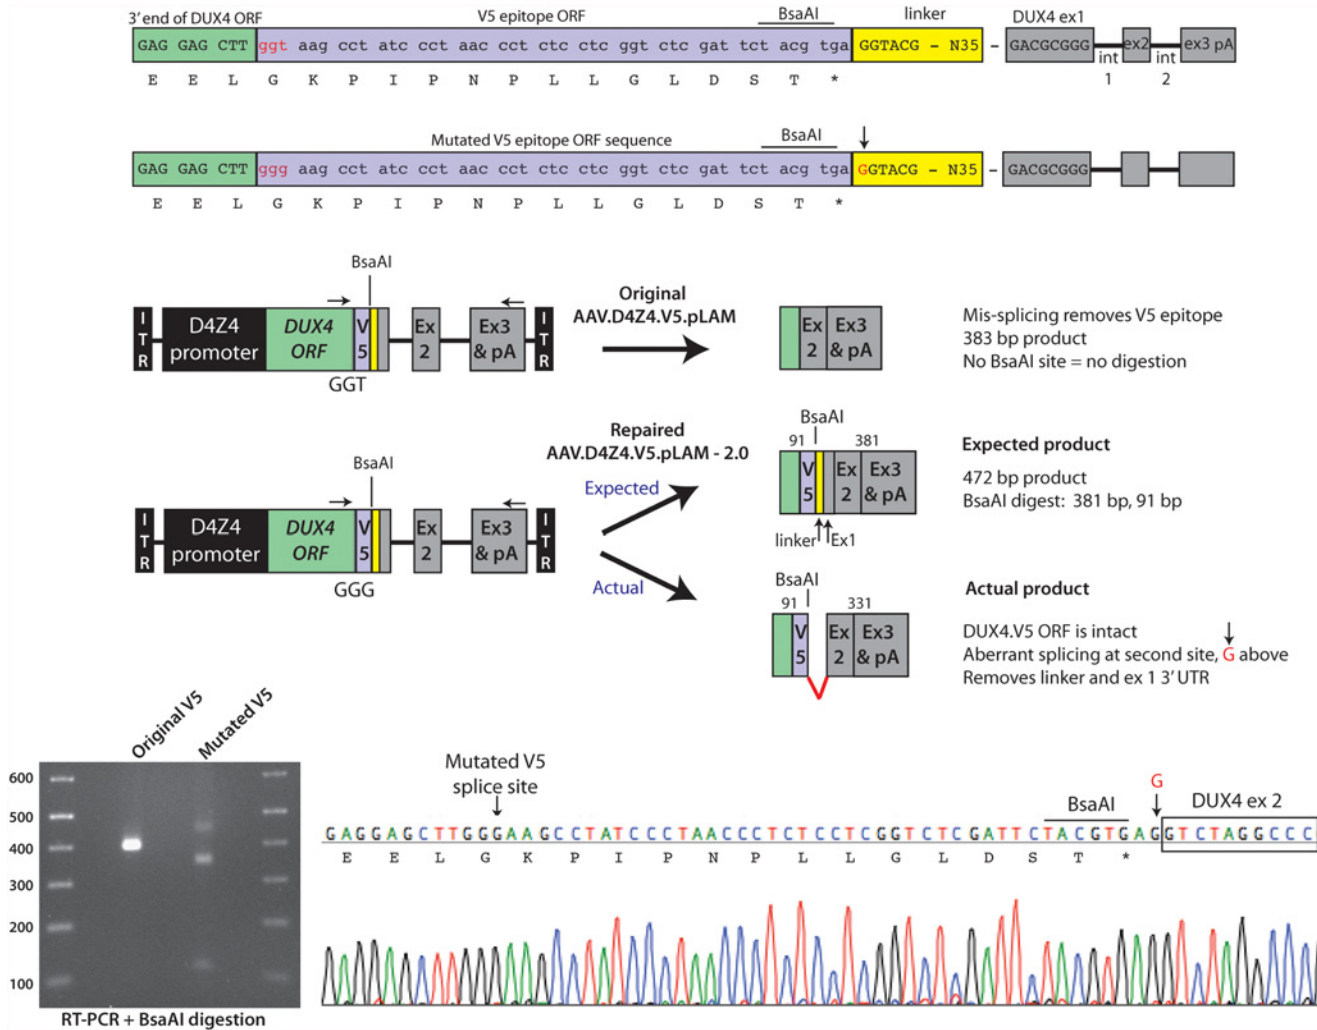 3' end of DUX4 ORF V5 epitope ORF BsaAI linker DUX4 ex1
GAG GAG CTT ggt aag cct atc cct aac cct ctc ctc ggt ctc gat tct acg tga GGTACG – N35 – GACGCGGG int 1 ex2 int 2 ex3 pA
E E L G K P I P N P L L G L D S T *
Mutated V5 epitope ORF sequence BsaAI
GAG GAG CTT ggg aag cct atc cct aac cct ctc ctc ggt ctc gat tct acg tga GGTACG – N35 – GACGCGGG
E E L G K P I P N P L L G L D S T *
BsaAI
ITR D4Z4 promoter DUX4 ORF V5 Ex 2 Ex3 & pA ITR
GGT
Original
AAV.D4Z4.V5.pLAM
Ex 2 Ex3 & pA
Mis-splicing removes V5 epitope
383 bp product
No BsaAI site = no digestion
BsaAI
ITR D4Z4 promoter DUX4 ORF V5 Ex 2 Ex3 & pA ITR
GGG
Repaired
AAV.D4Z4.V5.pLAM - 2.0
Expected
Actual
BsaAI
91 381
V5 Ex 2 Ex3 & pA
linker Ex1
Expected product
472 bp product
BsaAI digest: 381 bp, 91 bp
BsaAI
91 331
V5 Ex 2 Ex3 & pA
Actual product
DUX4.V5 ORF is intact
Aberrant splicing at second site, G above
Removes linker and ex 1 3' UTR
Original V5
Mutated V5
600
500
400
300
200
100
RT-PCR + BsaAI digestion
Mutated V5
splice site
BsaAI G DUX4 ex 2
GAGGAGCTTGGGAAGCCTATCCCTAACCCTCTCCTCGGTCTCGATTCTACGTGAGGTCTAGGCCC
E E L G K P I P N P L L G L D S T *